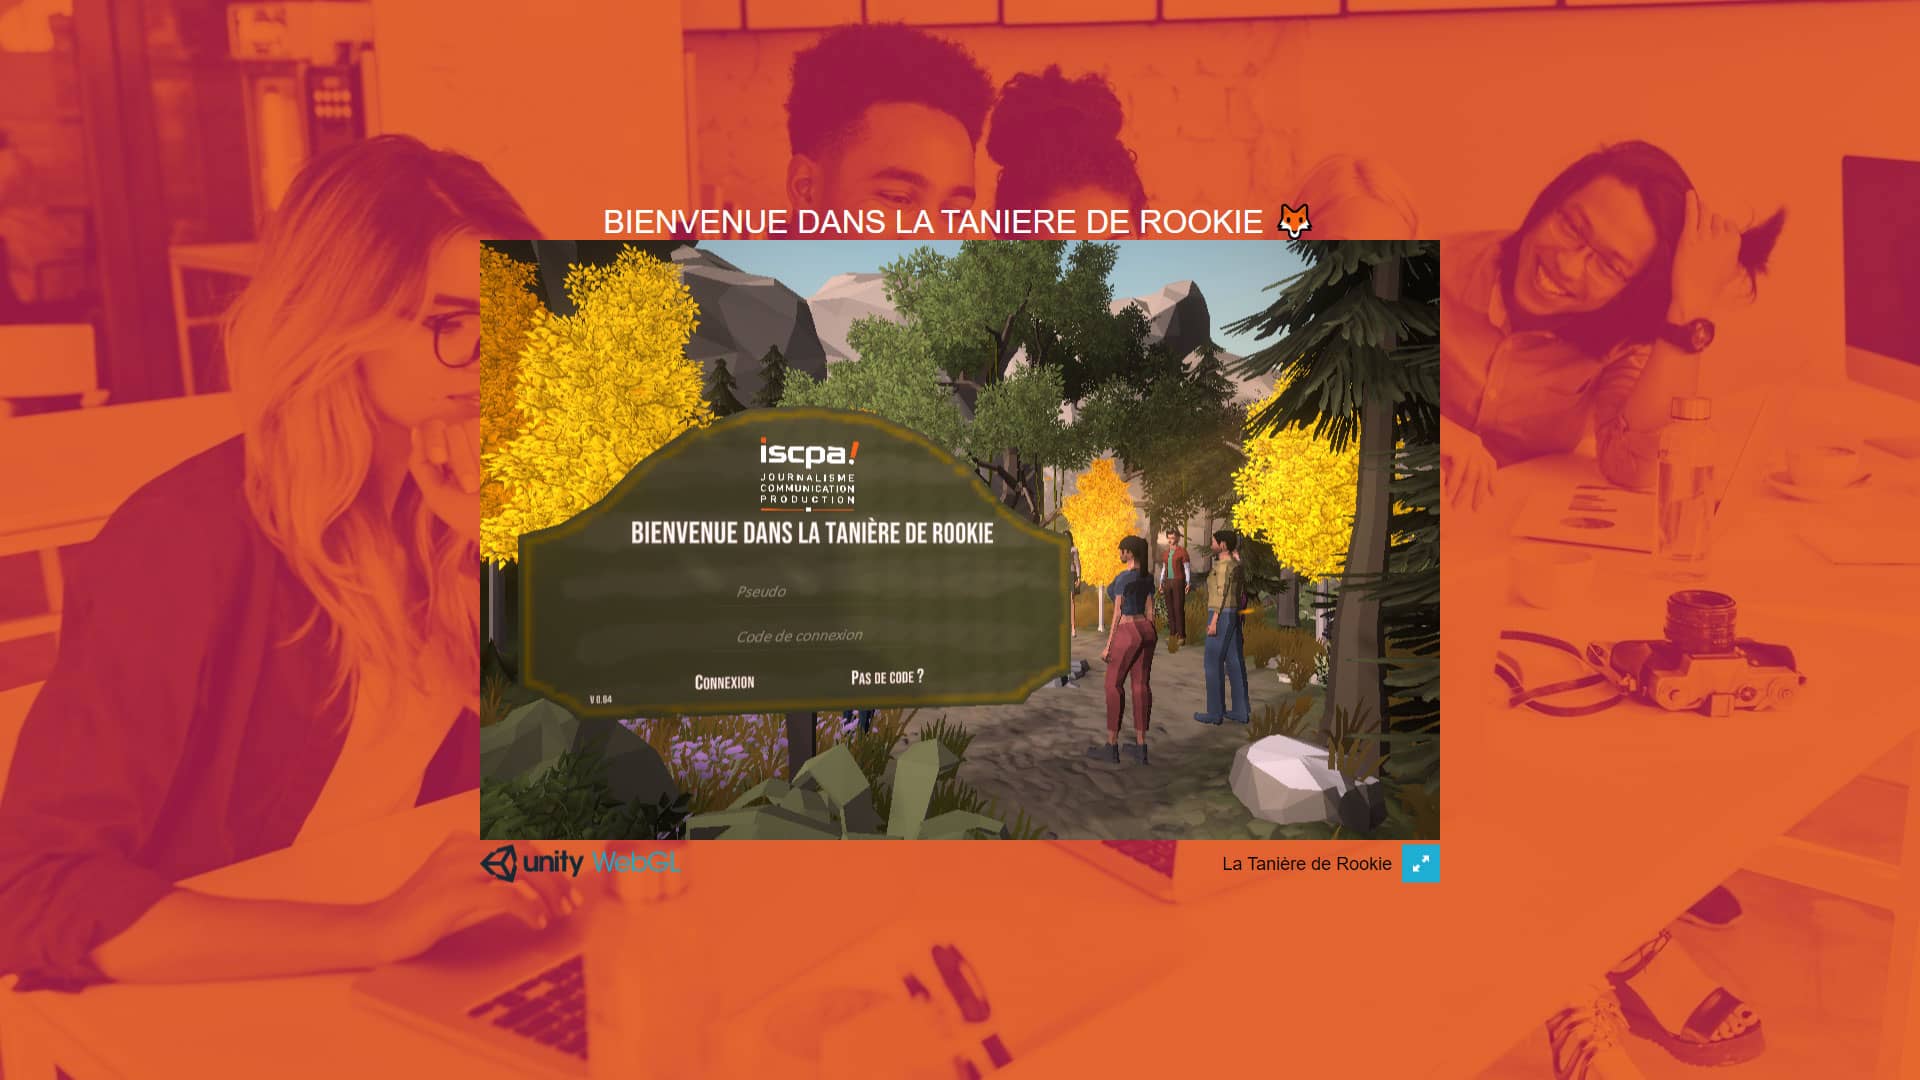 BIENVENUE DANS LA TANIERE DE ROOKIE 🦊
iscpa!
JOURNALISME
COMMUNICATION
PRODUCTION
BIENVENUE DANS LA TANIÈRE DE ROOKIE
Pseudo
Code de connexion
CONNEXION
PAS DE CODE ?
V 0.64
unity WebGL
La Tanière de Rookie